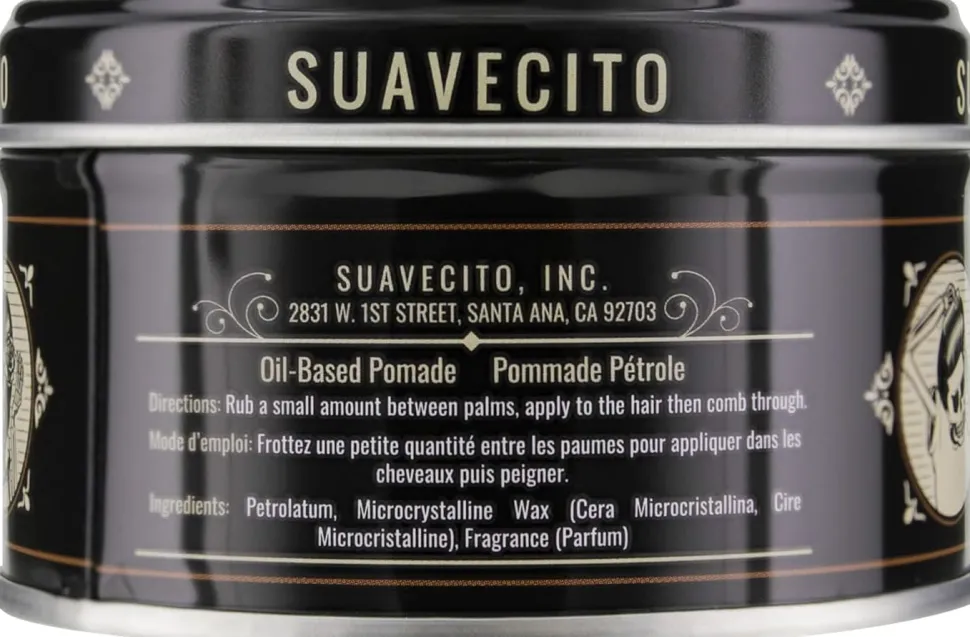 SUAVECITO
SUAVECITO, INC.
2831 W. 1ST STREET, SANTA ANA, CA 92703
Oil-Based Pomade Pommade Pétrole
Directions: Rub a small amount between palms, apply to the hair then comb through.
Mode d'emploi: Frottez une petite quantité entre les paumes pour appliquer dans les
cheveaux puis peigner.
Ingredients: Petrolatum, Microcrystalline Wax (Cera Microcristallina, Cire
Microcristalline), Fragrance (Parfum)